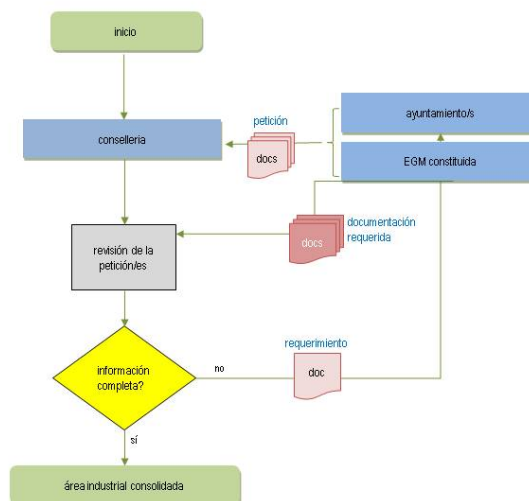 inicio
petición
ayuntamiento/s
conselleria
docs
EGM constituida
documentación
requerida
docs
revisión de la
petición/es
requerimiento
información
completa?
no
doc
sí
área industrial consolidada